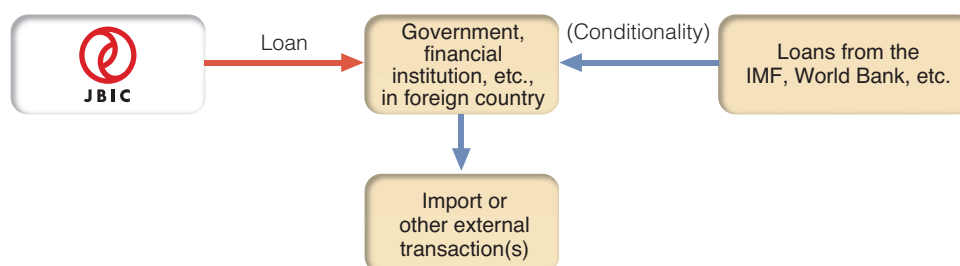 JBIC
Loan
Government,
financial
institution, etc.,
in foreign country
(Conditionality)
Loans from the
IMF, World Bank, etc.
Import or
other external
transaction(s)